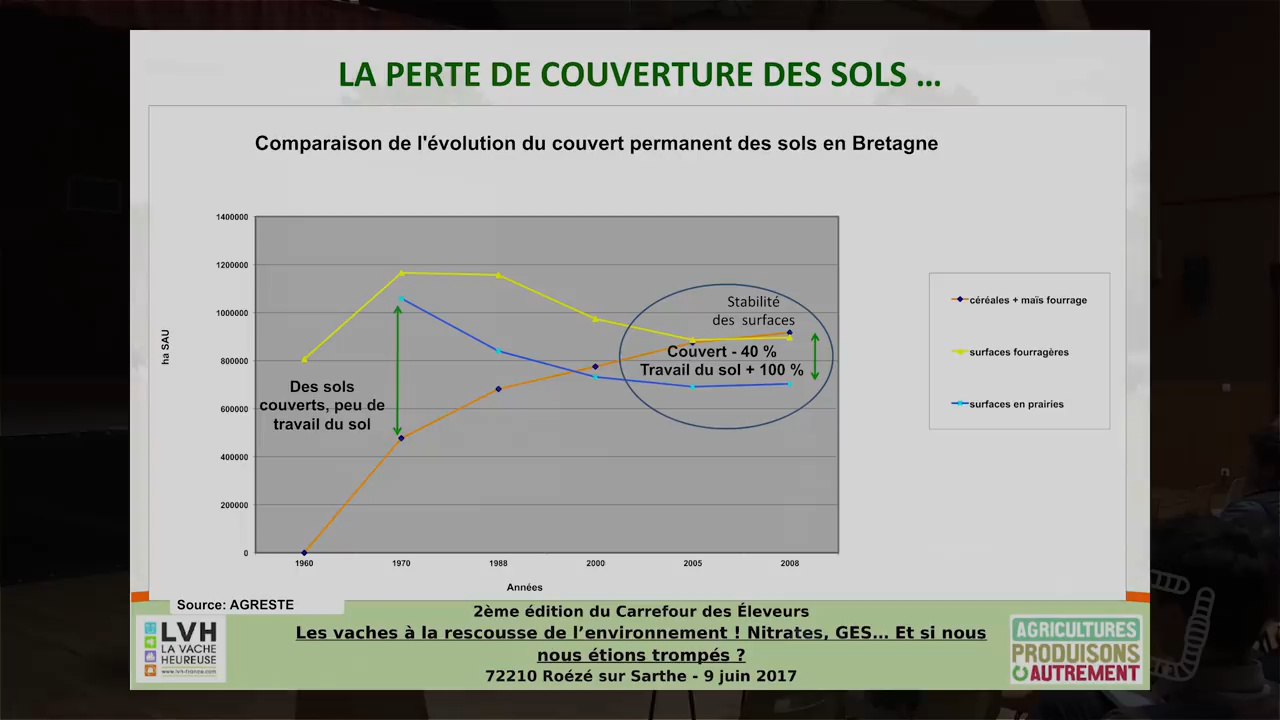 LA PERTE DE COUVERTURE DES SOLS ...
Comparaison de l'évolution du couvert permanent des sols en Bretagne
1400000
1200000
1000000
800000
600000
400000
200000
0
ha SAU
Stabilité
des surfaces
Couvert - 40 %
Travail du sol + 100 %
Des sols
couverts, peu de
travail du sol
céréales + maïs fourrage
surfaces fourragères
surfaces en prairies
1960
1970
1988
2000
2005
2008
Années
Source: AGRESTE
LVH
LA VACHE
HEUREUSE
www.lvh-france.com
2ème édition du Carrefour des Éleveurs
Les vaches à la rescousse de l’environnement ! Nitrates, GES... Et si nous
nous étions trompés ?
72210 Roézé sur Sarthe - 9 juin 2017
AGRICULTURES
PRODUISONS
AUTREMENT